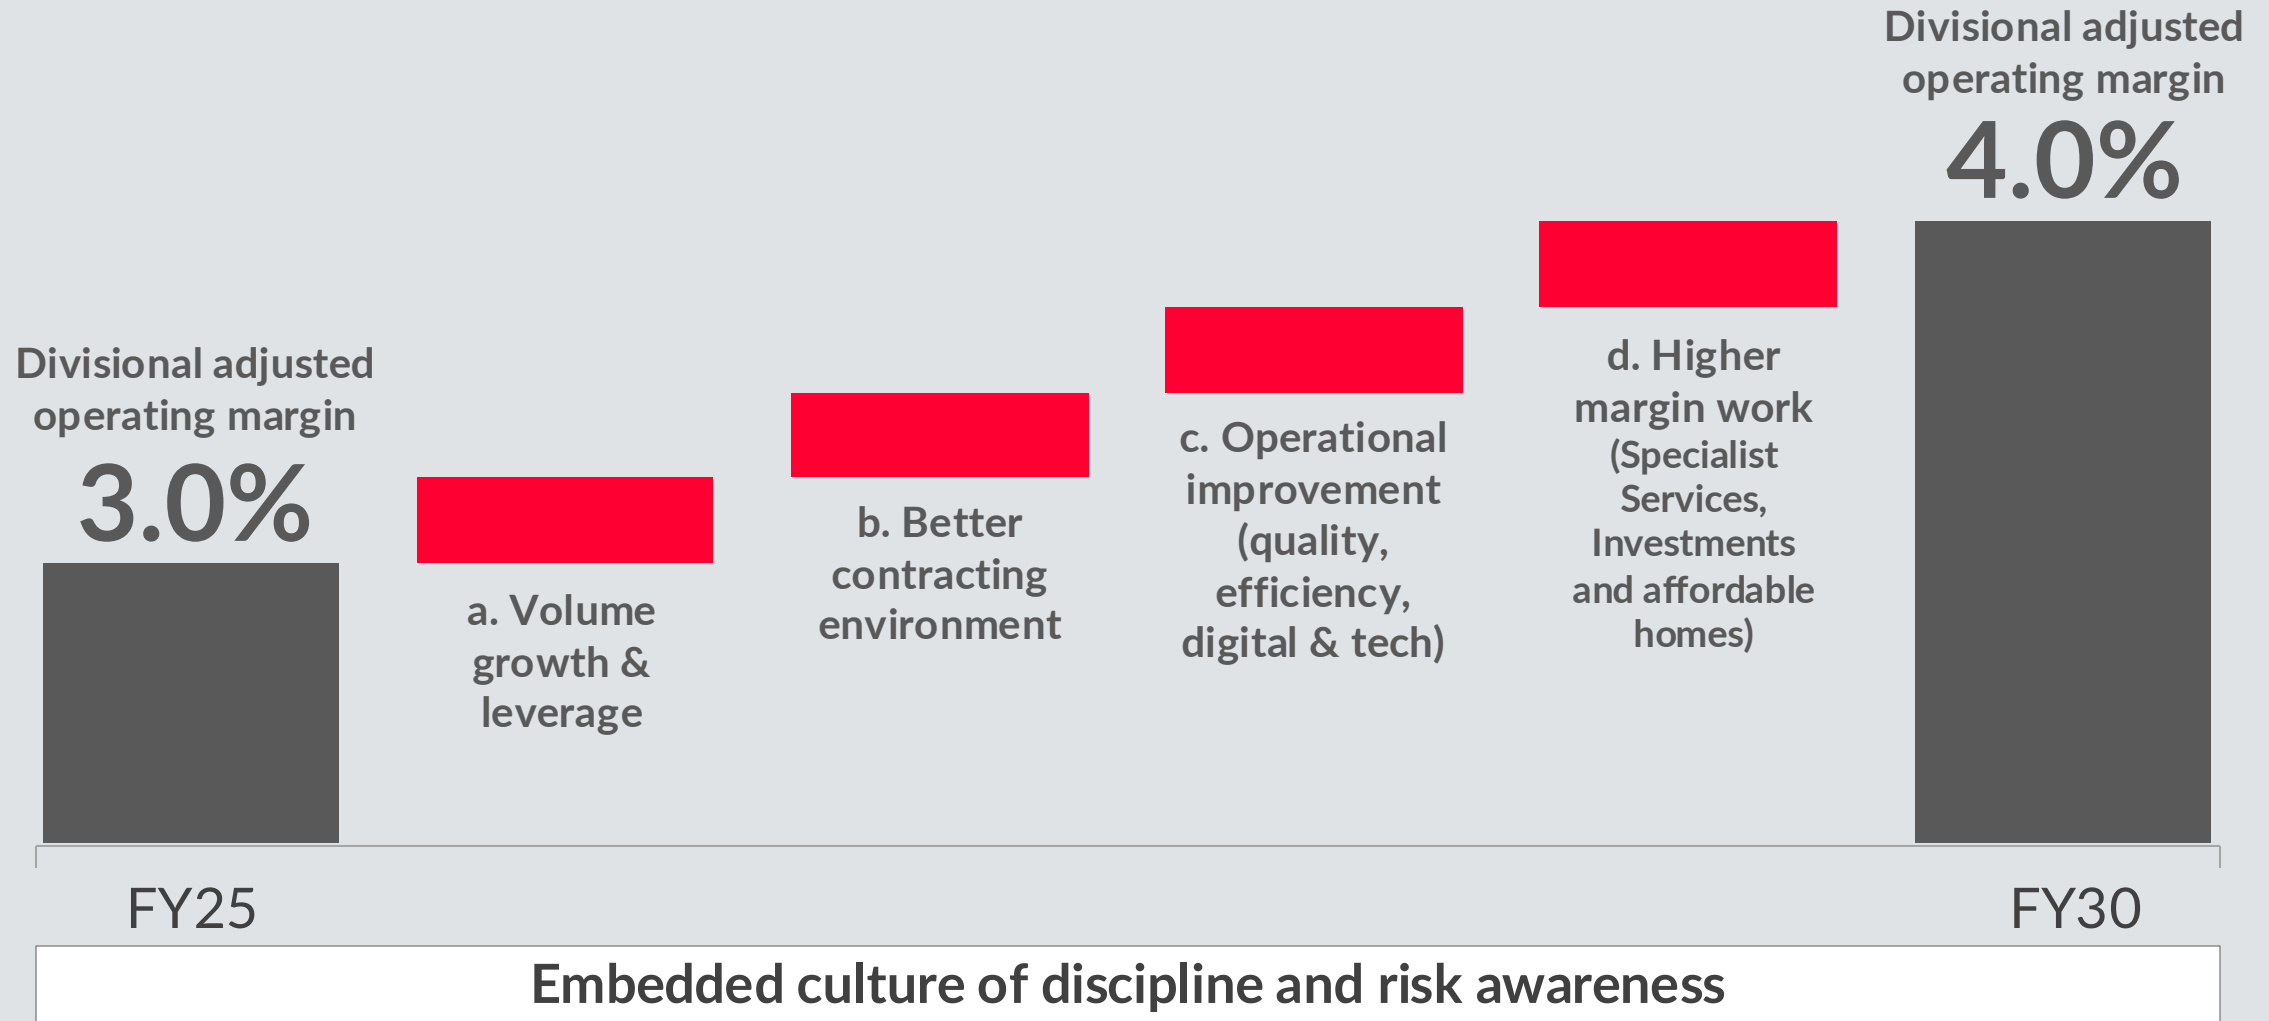 Divisional adjusted
operating margin
3.0%
a. Volume
growth &
leverage
b. Better
contracting
environment
c. Operational
improvement
(quality,
efficiency,
digital & tech)
d. Higher
margin work
(Specialist
Services,
Investments
and affordable
homes)
Divisional adjusted
operating margin
4.0%
FY25
FY30
Embedded culture of discipline and risk awareness